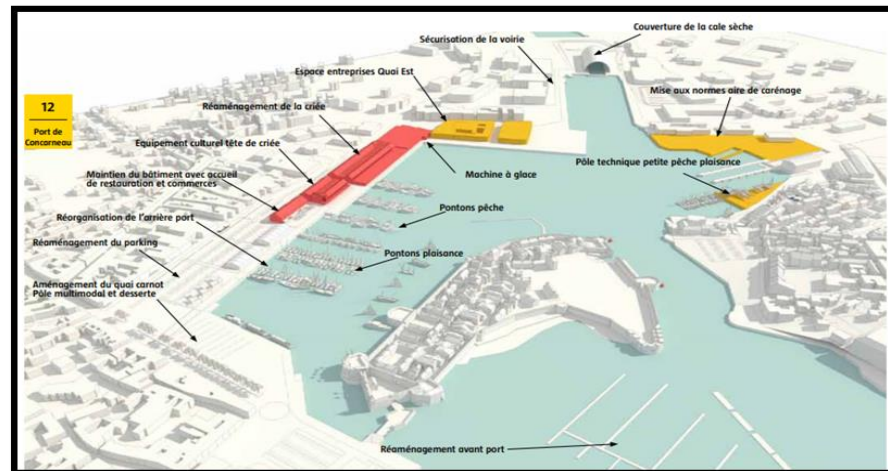 Couverture de la cale sèche
Sécurisation de la voirie
Espace entreprises Quai Est
Mise aux normes aire de carénage
12
Port de
Concarneau
Réaménagement de la criée
Equipement culturel tête de criée
Pôle technique petite pêche plaisance
Machine à glace
Maintien du bâtiment avec accueil
de restauration et commerces
Pontons pêche
Réorganisation de l'arrière port
Réaménagement du parking
Pontons plaisance
Aménagement du quai carnot
Pôle multimodal et desserte
Réaménagement avant port